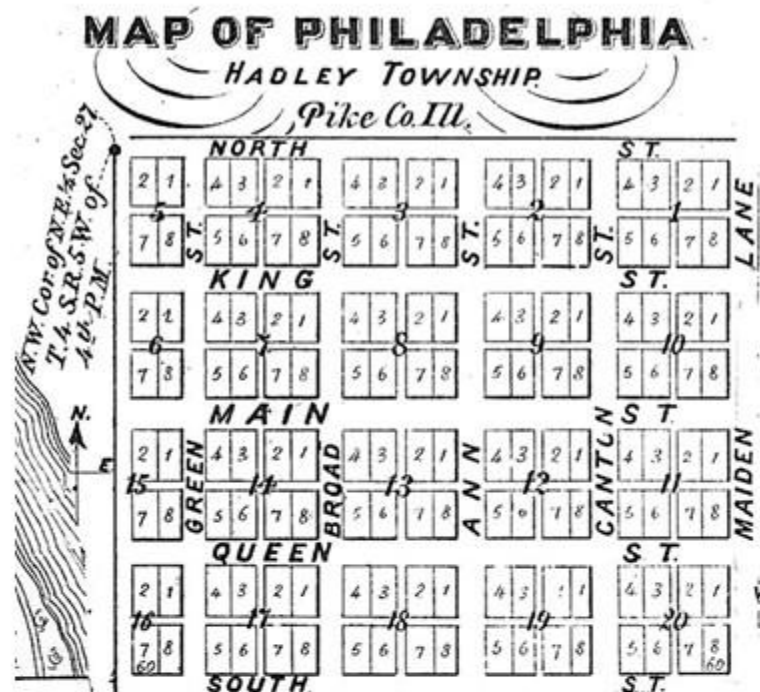 MAP OF PHILADELPHIA
HADLEY TOWNSHIP
Pike Co. Ill.
N.W. Cor. of N.E. ¼ Sec. 27
T. 4. S. R. 5. W. of
4th P.M.
NORTH ST.
2 1 4 3 2 1 4 3 2 1 4 3 2 1 4 3 2 1
5 4 3 2 1
7 8 5 6 7 8 5 6 7 8 5 6 7 8 5 6 7 8
ST. ST. ST. ST. LANE
KING ST.
2 1 4 3 2 1 4 3 2 1 4 3 2 1 4 3 2 1
6 7 8 9 10
7 8 5 6 7 8 5 6 7 8 5 6 7 8 5 6 7 8
MAIN ST.
N.
E
2 1 4 3 2 1 4 3 2 1 4 3 2 1 4 3 2 1
15 14 13 12 11
7 8 5 6 7 8 5 6 7 8 5 6 7 8 5 6 7 8
GREEN BROAD ANN CANTON MAIDEN
QUEEN ST.
2 1 4 3 2 1 4 3 2 1 4 3 1 4 3 2 1
16 17 18 19 20
7 8 5 6 7 8 5 6 7 8 5 6 7 8 5 6 7 8
60 60
SOUTH ST.